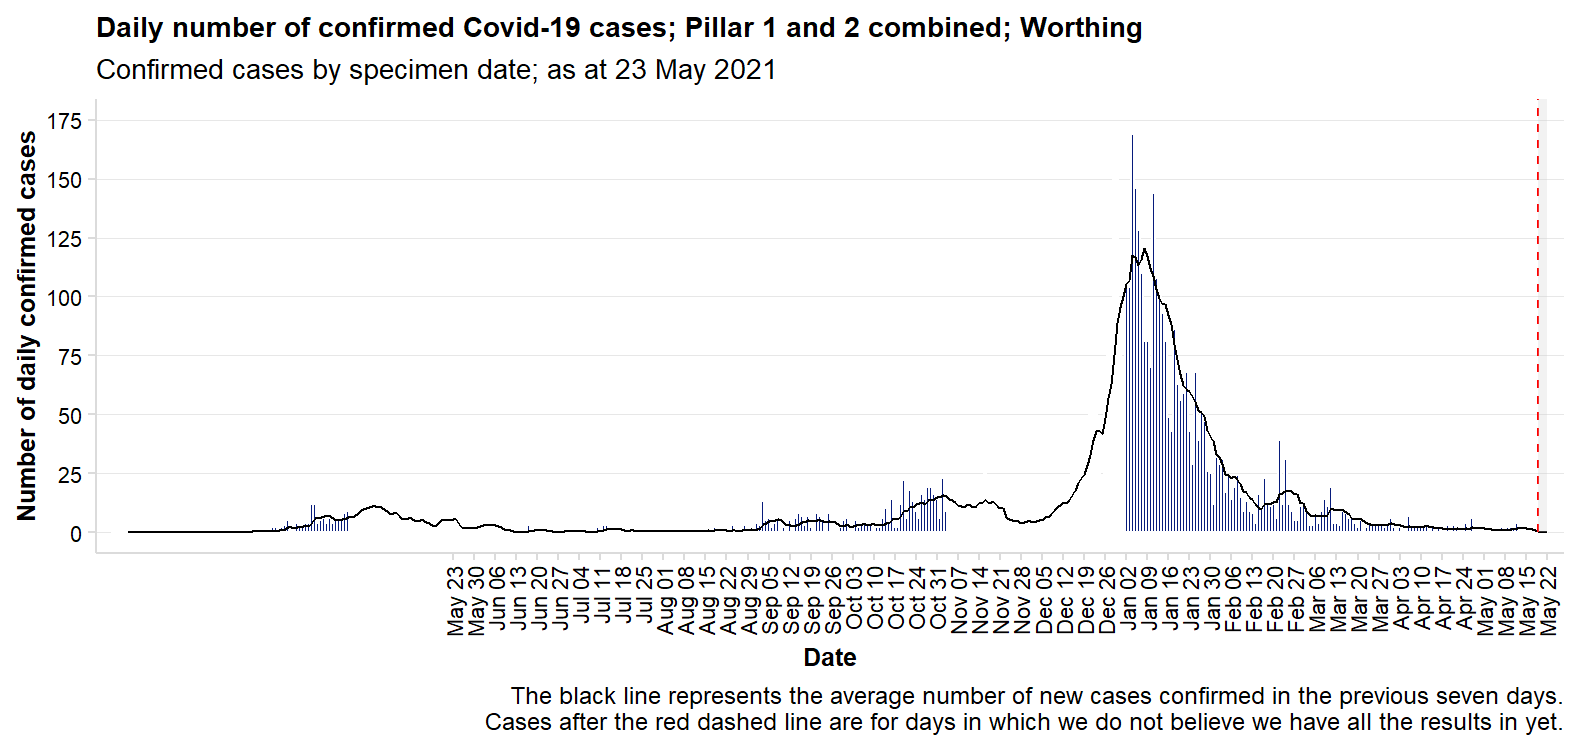 Daily number of confirmed Covid-19 cases; Pillar 1 and 2 combined; Worthing
Confirmed cases by specimen date; as at 23 May 2021
Number of daily confirmed cases
175
150
125
100
75
50
25
0
May 23
May 30
Jun 06
Jun 13
Jun 20
Jun 27
Jul 04
Jul 11
Jul 18
Jul 25
Aug 01
Aug 08
Aug 15
Aug 22
Aug 29
Sep 05
Sep 12
Sep 19
Sep 26
Oct 03
Oct 10
Oct 17
Oct 24
Oct 31
Nov 07
Nov 14
Nov 21
Nov 28
Dec 05
Dec 12
Dec 19
Dec 26
Jan 02
Jan 09
Jan 16
Jan 23
Jan 30
Feb 06
Feb 13
Feb 20
Feb 27
Mar 06
Mar 13
Mar 20
Mar 27
Apr 03
Apr 10
Apr 17
Apr 24
May 01
May 08
May 15
May 22
Date
The black line represents the average number of new cases confirmed in the previous seven days.
Cases after the red dashed line are for days in which we do not believe we have all the results in yet.